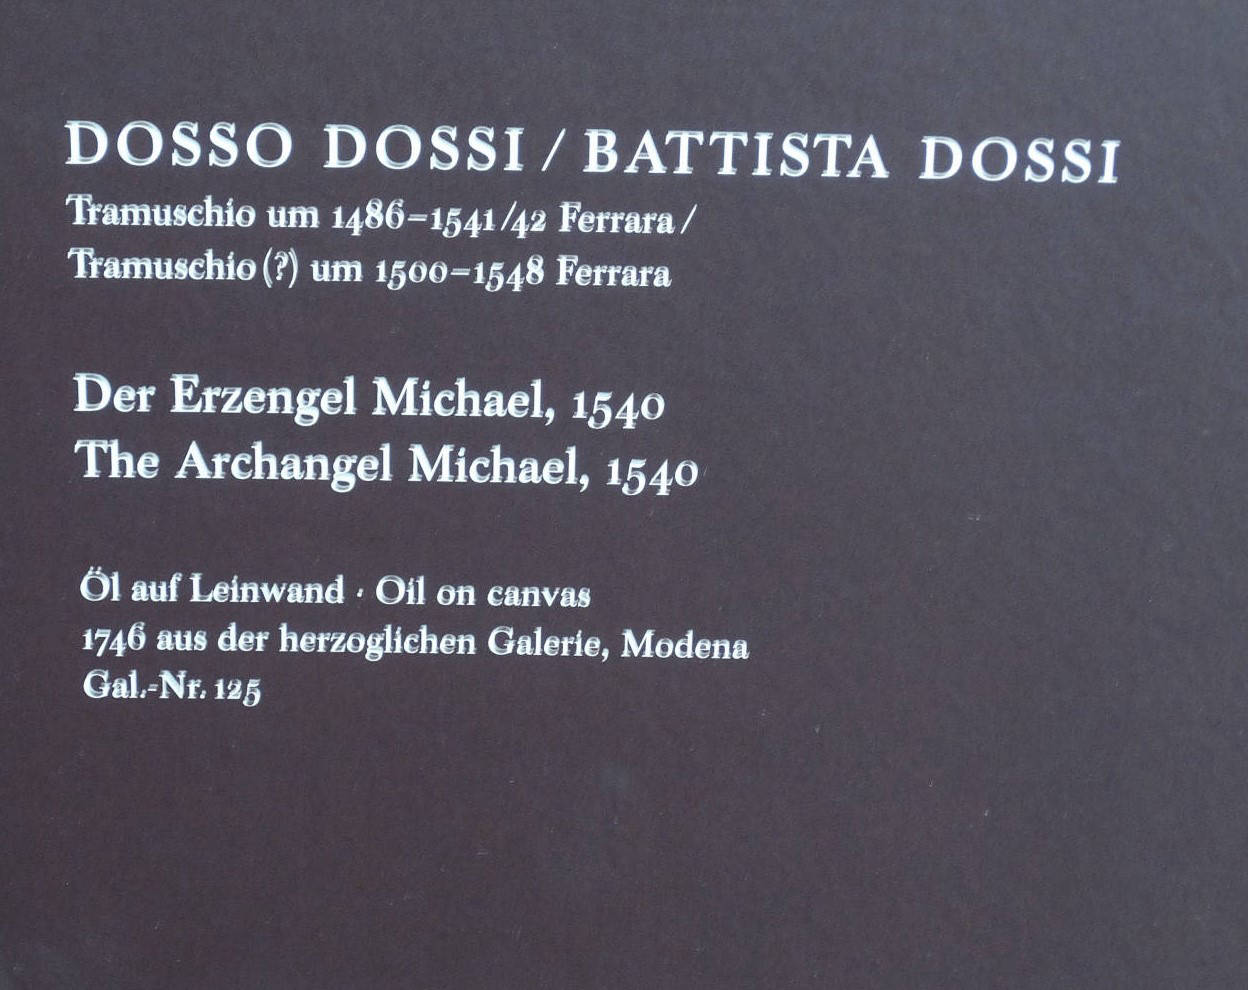 DOSSO DOSSI / BATTISTA DOSSI
Tramuschio um 1486–1541/42 Ferrara /
Tramuschio (?) um 1500–1548 Ferrara
Der Erzengel Michael, 1540
The Archangel Michael, 1540
Öl auf Leinwand · Oil on canvas
1746 aus der herzoglichen Galerie, Modena
Gal.-Nr. 125